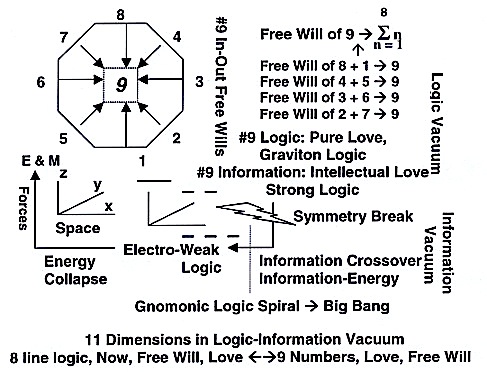 8
7
4
6
9
3
5
2
1
#9 In-Out Free Wills
8
Free Will of 9 → Σ n
n = 1
Free Will of 8 + 1 → 9
Free Will of 4 + 5 → 9
Free Will of 3 + 6 → 9
Free Will of 2 + 7 → 9
Logic Vacuum
#9 Logic: Pure Love,
Graviton Logic
#9 Information: Intellectual Love
Strong Logic
E & M
Forces
z
y
x
Space
Symmetry Break
Information Vacuum
Electro-Weak
Logic
Energy
Collapse
Information Crossover
Information-Energy
Gnomonic Logic Spiral → Big Bang
11 Dimensions in Logic-Information Vacuum
8 line logic, Now, Free Will, Love ←→9 Numbers, Love, Free Will